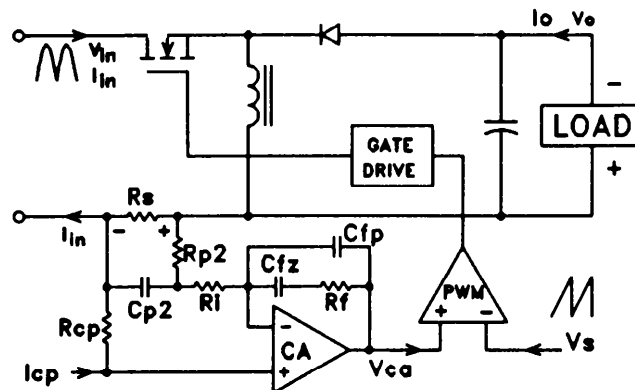 Io Vo
Vin
Iin
-
LOAD
+
GATE
DRIVE
Rs
- +
Iin
Rp2
Cfp
Cfz
Cp2
Ri
Rf
Rcp
-
CA
+
PWM
+ -
Icp
Vca
Vs